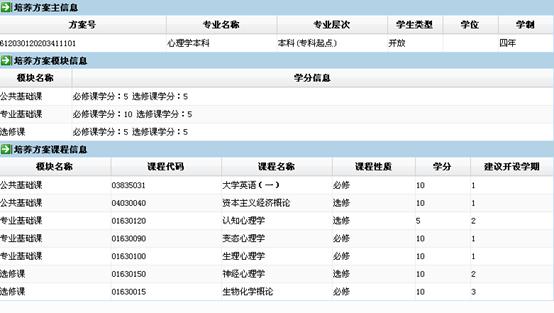 培养方案主信息
方案号 专业名称 专业层次 学生类型 学位 学制
612030120203411101 心理学本科 本科(专科起点) 开放 四年
培养方案模块信息
模块名称 学分信息
公共基础课 必修课学分：5 选修课学分：5
专业基础课 必修课学分：10 选修课学分：5
选修课 必修课学分：5 选修课学分：5
培养方案课程信息
模块名称 课程代码 课程名称 课程性质 学分 建议开设学期
公共基础课 03835031 大学英语(一) 必修 10 1
公共基础课 04030040 资本主义经济概论 选修 10 1
专业基础课 01630120 认知心理学 选修 5 2
专业基础课 01630090 变态心理学 必修 10 1
专业基础课 01630100 生理心理学 必修 10 1
选修课 01630150 神经心理学 选修 10 2
选修课 01630015 生物化学概论 必修 10 3